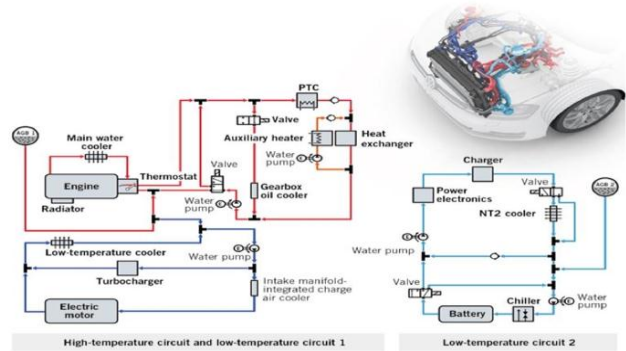 PTC
AGB 1
Valve
Main water
cooler
Auxiliary heater
Heat
exchanger
Water
pump
Valve
Thermostat
Engine
Radiator
Water
pump
Gearbox
oil cooler
Low-temperature cooler
Water pump
Turbocharger
Intake manifold-
integrated charge
air cooler
Electric
motor
High-temperature circuit and low-temperature circuit 1
Charger
Valve
AGB 2
Power
electronics
NT2 cooler
Water pump
Valve
Battery
Chiller
Water
pump
Low-temperature circuit 2